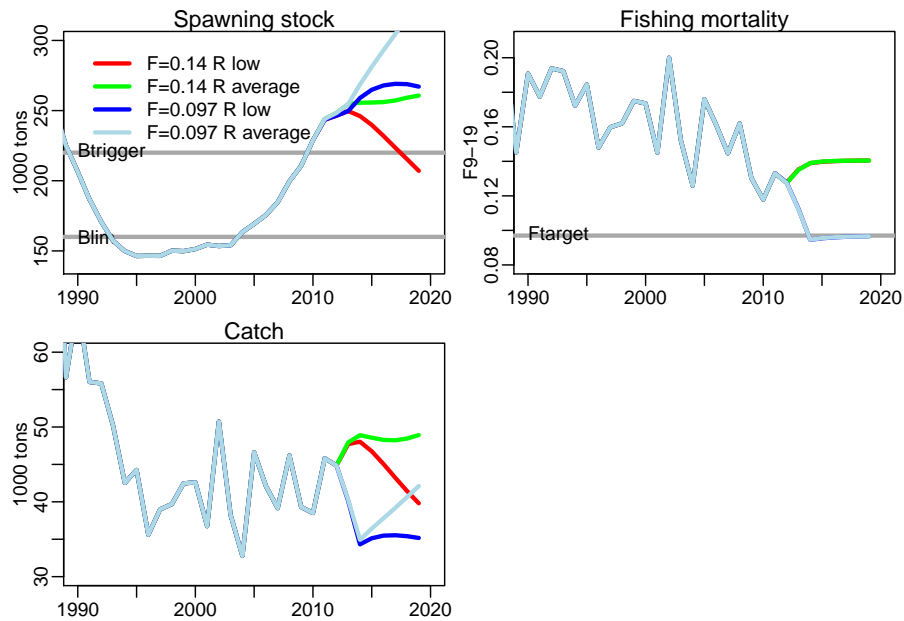 Spawning stock
1000 tons
300
250
200
150
F=0.14 R low
F=0.14 R average
F=0.097 R low
F=0.097 R average
Btrigger
Blin
1990
2000
2010
2020
Fishing mortality
F9−19
0.20
0.16
0.12
0.08
Ftarget
1990
2000
2010
2020
Catch
1000 tons
60
50
40
30
1990
2000
2010
2020